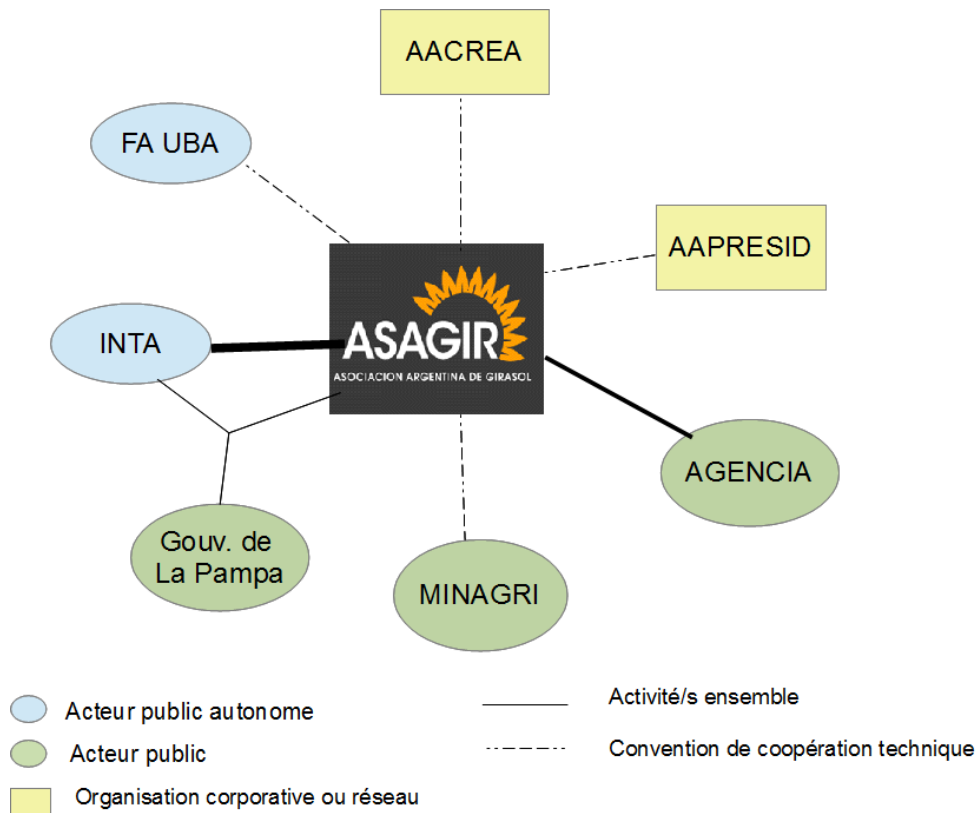 AACREA
FA UBA
AAPRESID
INTA
ASAGIR
ASOCIACION ARGENTINA DE GIRASOL
AGENCIA
Gouv. de
La Pampa
MINAGRI
Acteur public autonome
Activité/s ensemble
Acteur public
Convention de coopération technique
Organisation corporative ou réseau